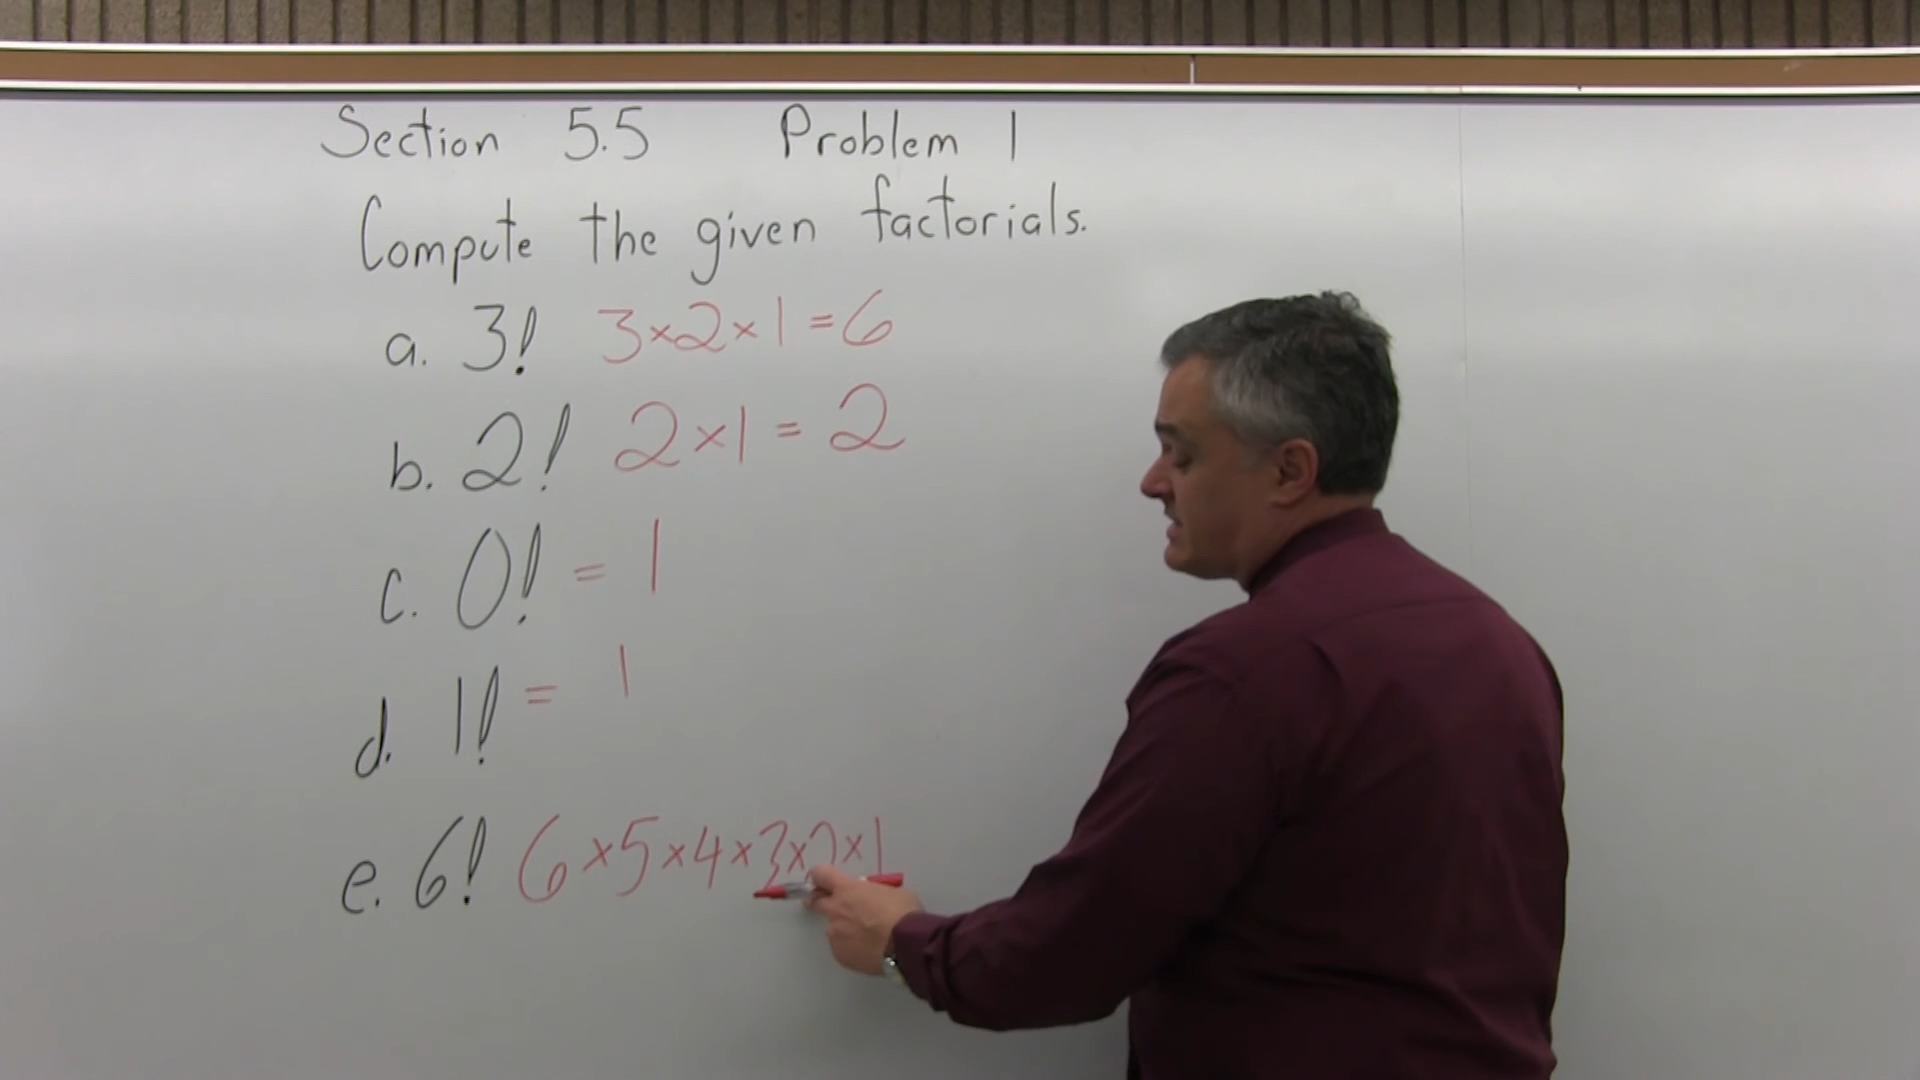 Section 5.5 Problem 1
Compute the given factorials.
a. 3! 3×2×1=6
b. 2! 2×1=2
c. 0! = 1
d. 1! = 1
e. 6! 6×5×4×3×2×1